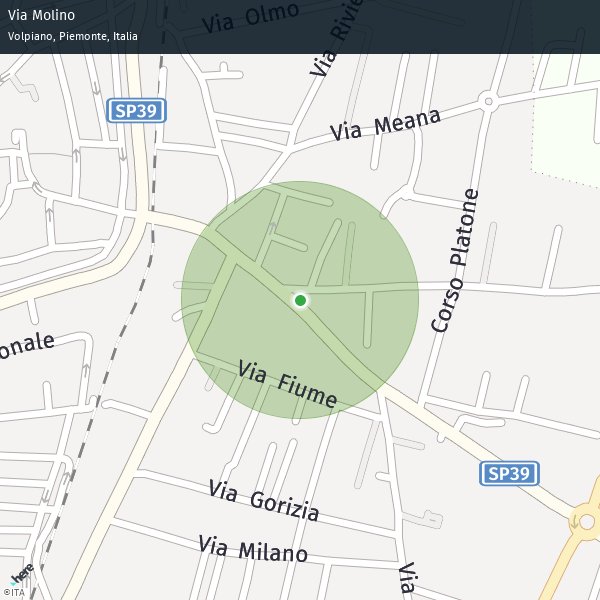 Via Molino
Volpiano, Piemonte, Italia
Via Olmo
Via Rivie
SP39
Via Meana
Corso Platone
onale
Via Fiume
SP39
Via Gorizia
Via Milano
Via
here
©ITA